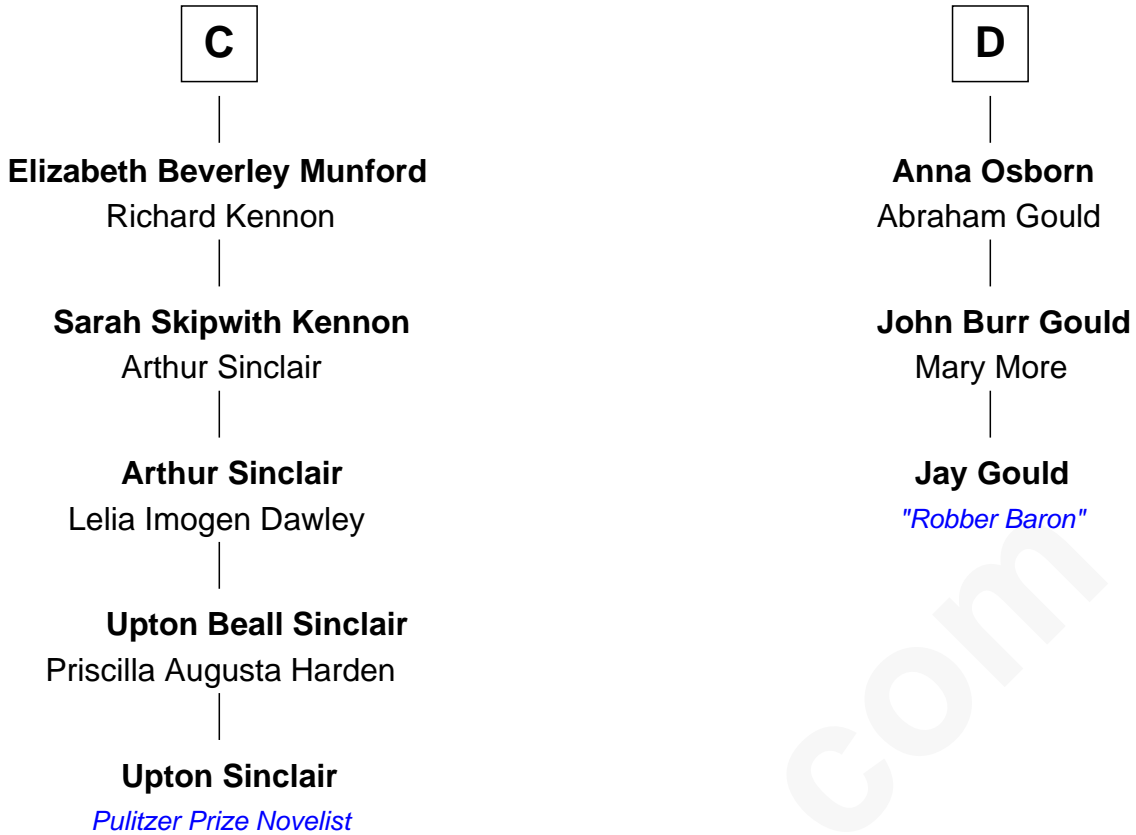 C
Elizabeth Beverley Munford
Richard Kennon
Sarah Skipwith Kennon
Arthur Sinclair
Arthur Sinclair
Lelia Imogen Dawley
Upton Beall Sinclair
Priscilla Augusta Harden
Upton Sinclair
Pulitzer Prize Novelist
D
Anna Osborn
Abraham Gould
John Burr Gould
Mary More
Jay Gould
"Robber Baron"
com